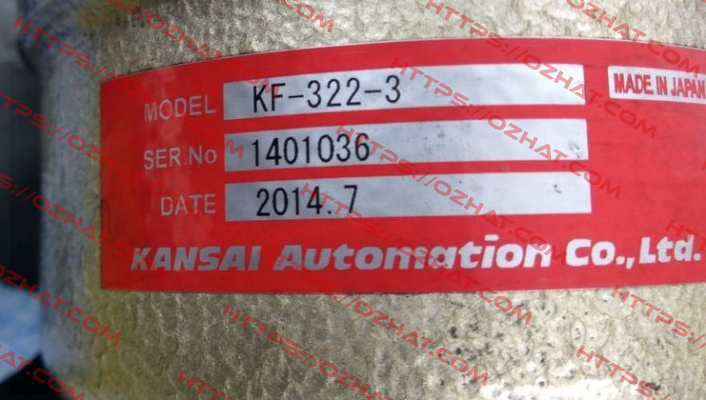 MODEL KF-322-3 MADE IN JAPAN
SER.No 1401036
DATE 2014.7
KANSAI Automation Co.,Ltd.
HTTPS://OZHAT.COM